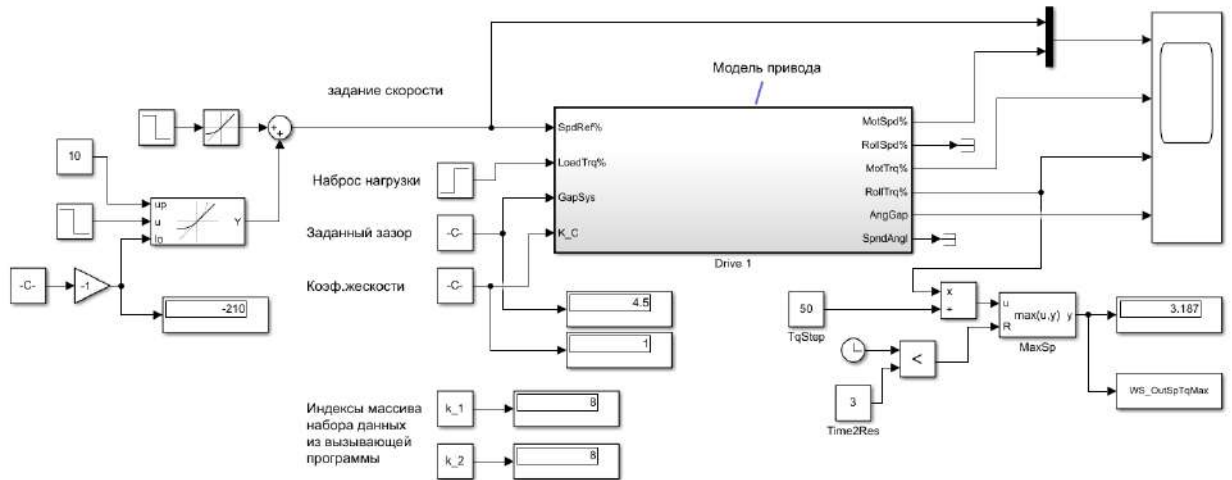 Модель привода
задание скорости
SpdRef%
LoadTrq%
GapSys
K_C
MotSpd%
RollSpd%
MotTrq%
RollTrq%
AngGap
SpndAngl
Drive 1
10
up
u
lo
Y
Наброс нагрузки
Заданный зазор
-C-
Коэф.жескости
-C-
-C-
-1
-210
4.5
1
50
TqStep
x
÷
u
R
max(u,y)
y
MaxSp
3.187
<
3
Time2Res
WS_OutSpTqMax
Индексы массива
набора данных
из вызывающей
программы
k_1
8
k_2
8